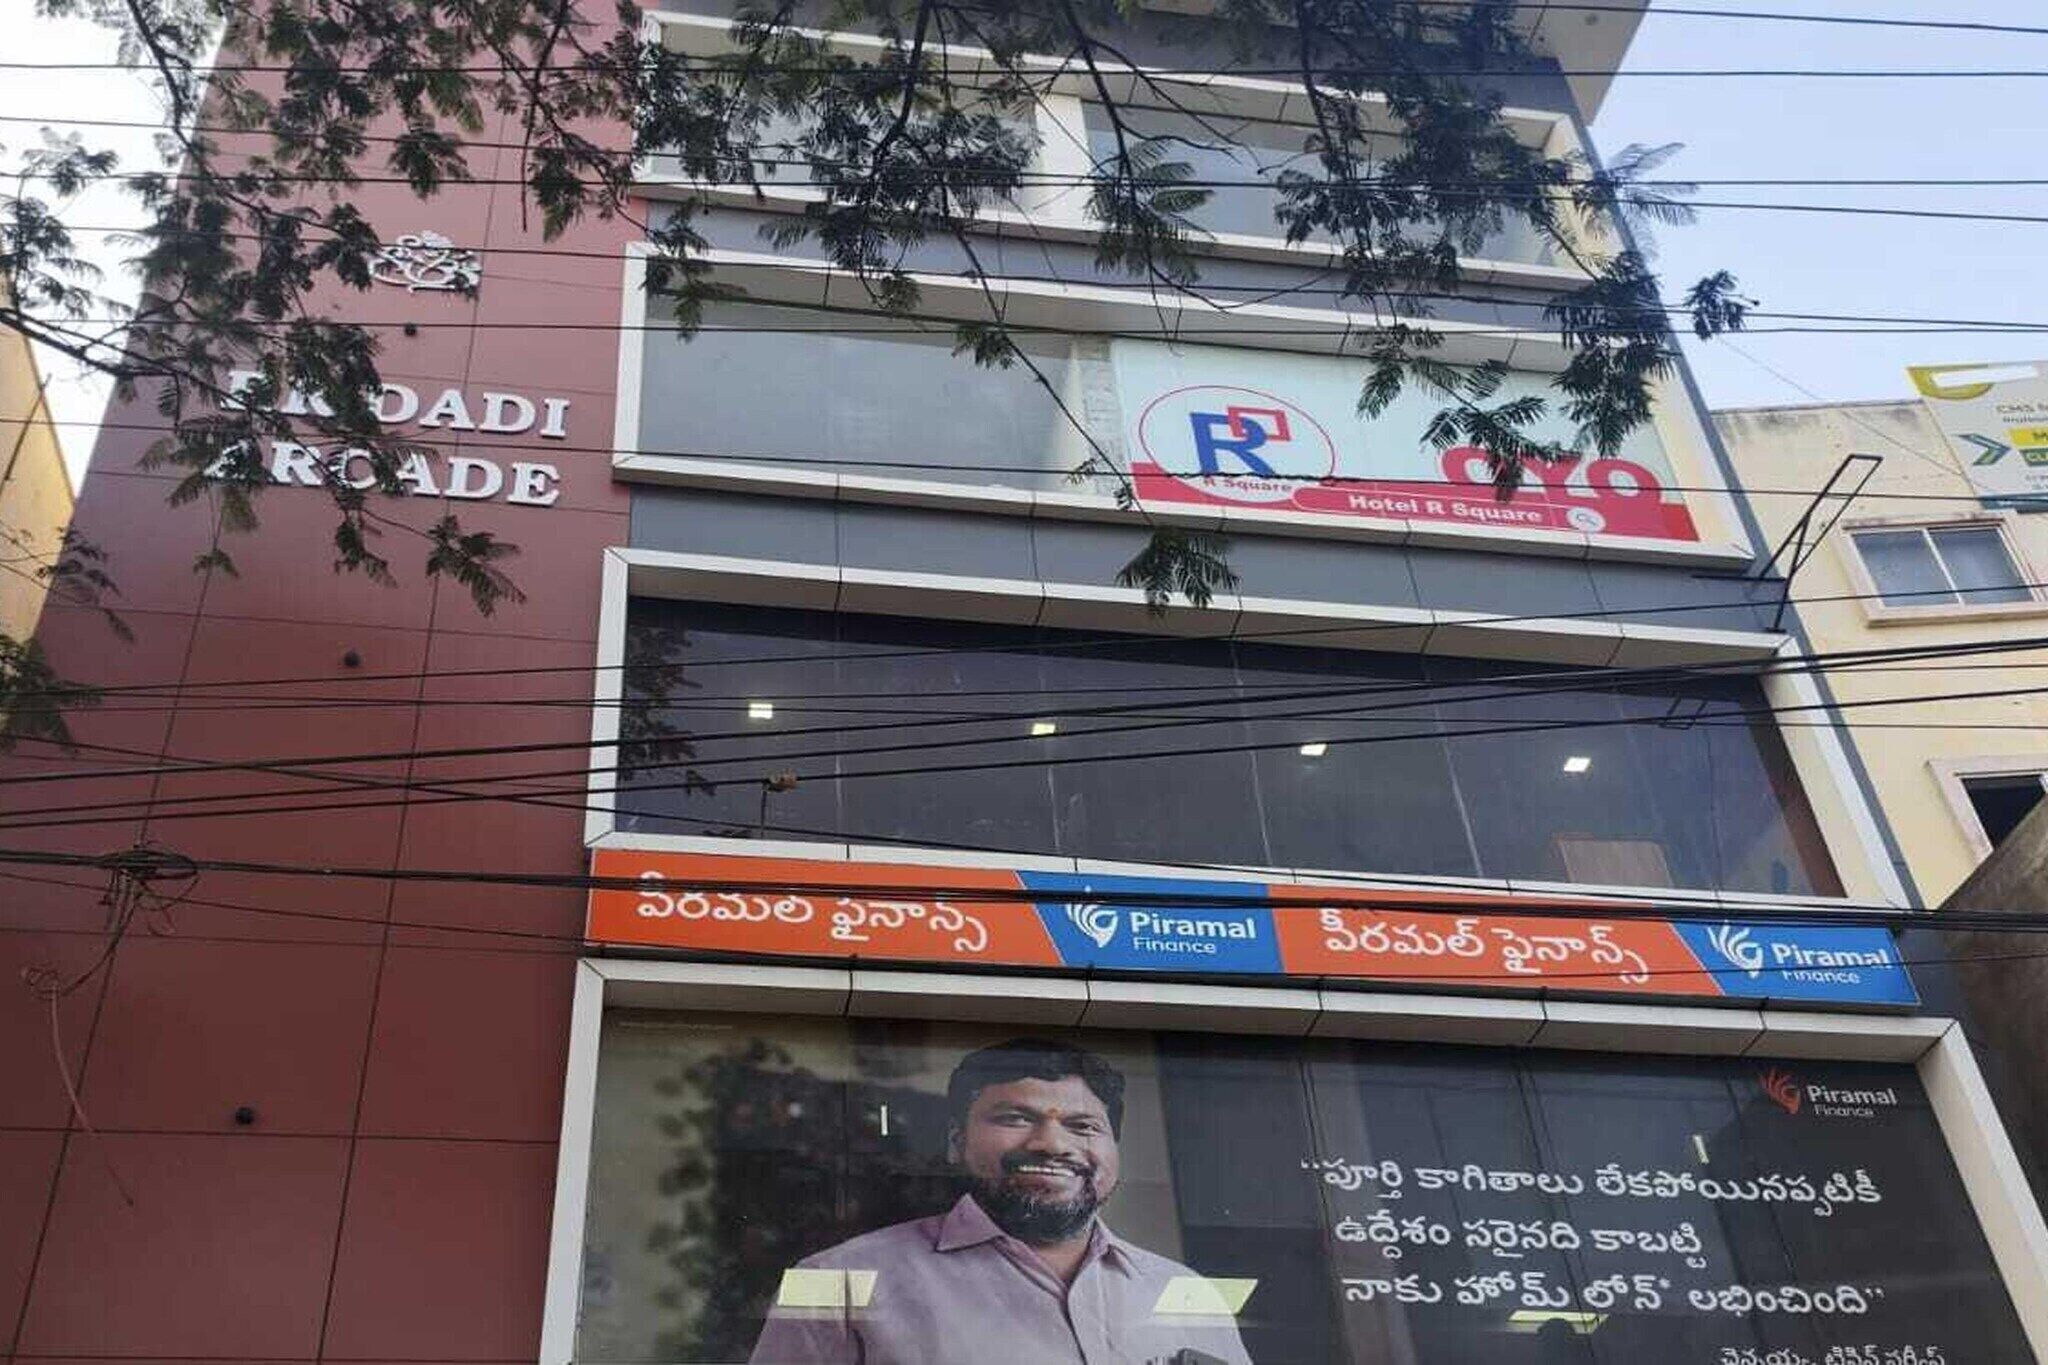 ARCADE
R
R Square
OYO
Hotel R Square
పీరమల్ ఫైనాన్స్
Piramal
Finance
పీరమల్ ఫైనాన్స్
Piramal
Finance
Piramal
Finance
“పూర్తి కాగితాలు లేకపోయినప్పటికీ
ఉద్దేశం సరైనది కాబట్టి
నాకు హోమ్ లోన్* లభించింది”